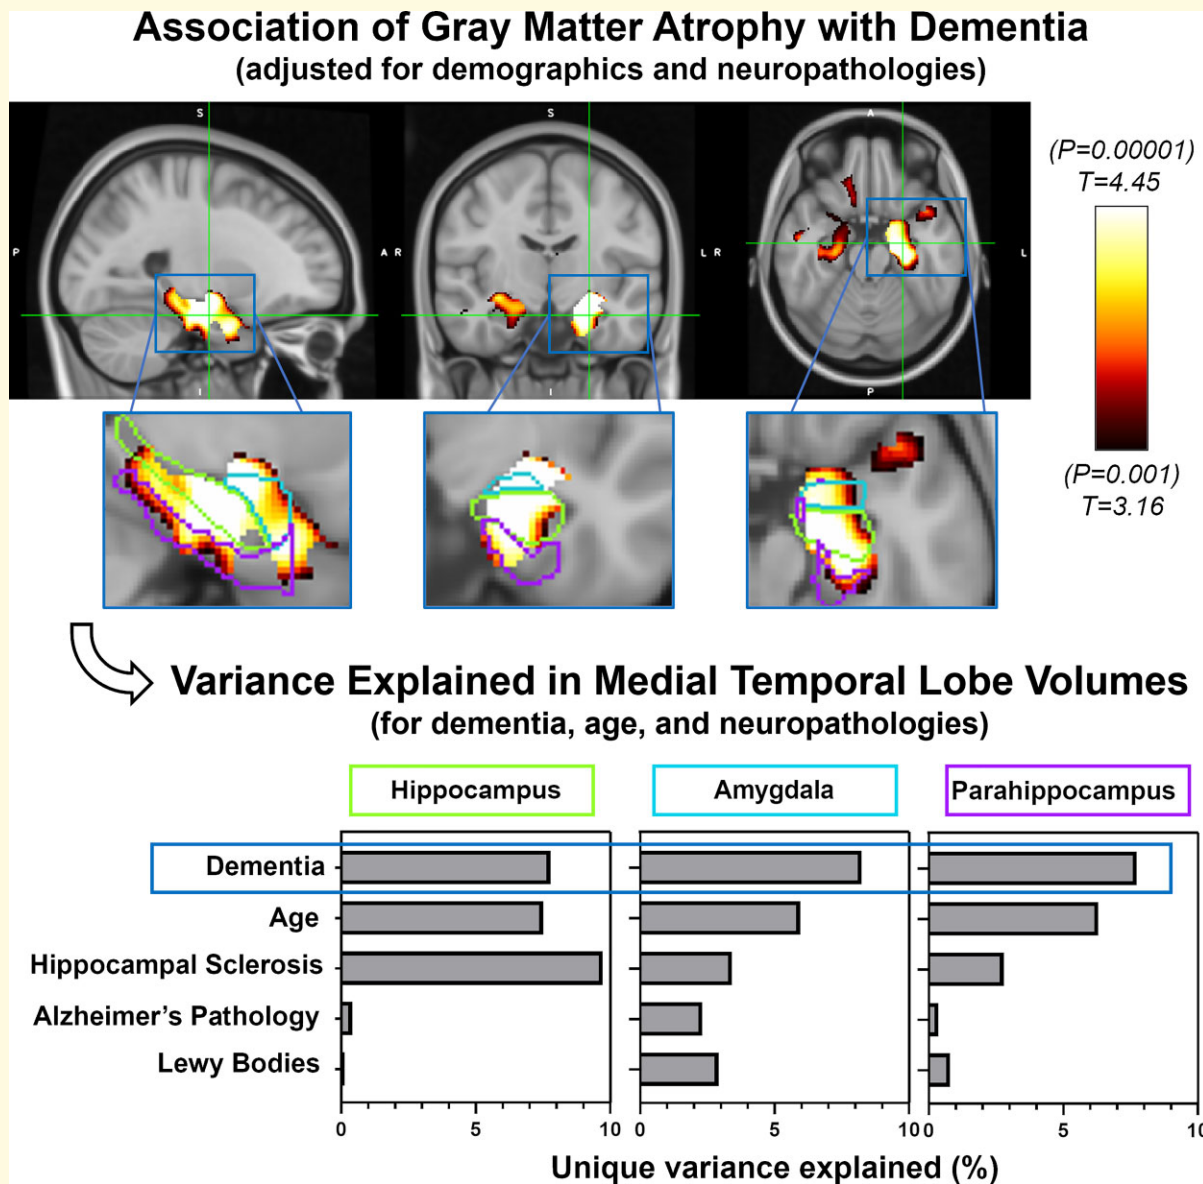 Association of Gray Matter Atrophy with Dementia
(adjusted for demographics and neuropathologies)
S
P
A
I
S
R
L
I
A
R
L
P
(P=0.00001)
T=4.45
(P=0.001)
T=3.16
Variance Explained in Medial Temporal Lobe Volumes
(for dementia, age, and neuropathologies)
Hippocampus
Amygdala
Parahippocampus
Dementia
Age
Hippocampal Sclerosis
Alzheimer's Pathology
Lewy Bodies
0 5 10
0 5 10
0 5 10
Unique variance explained (%)